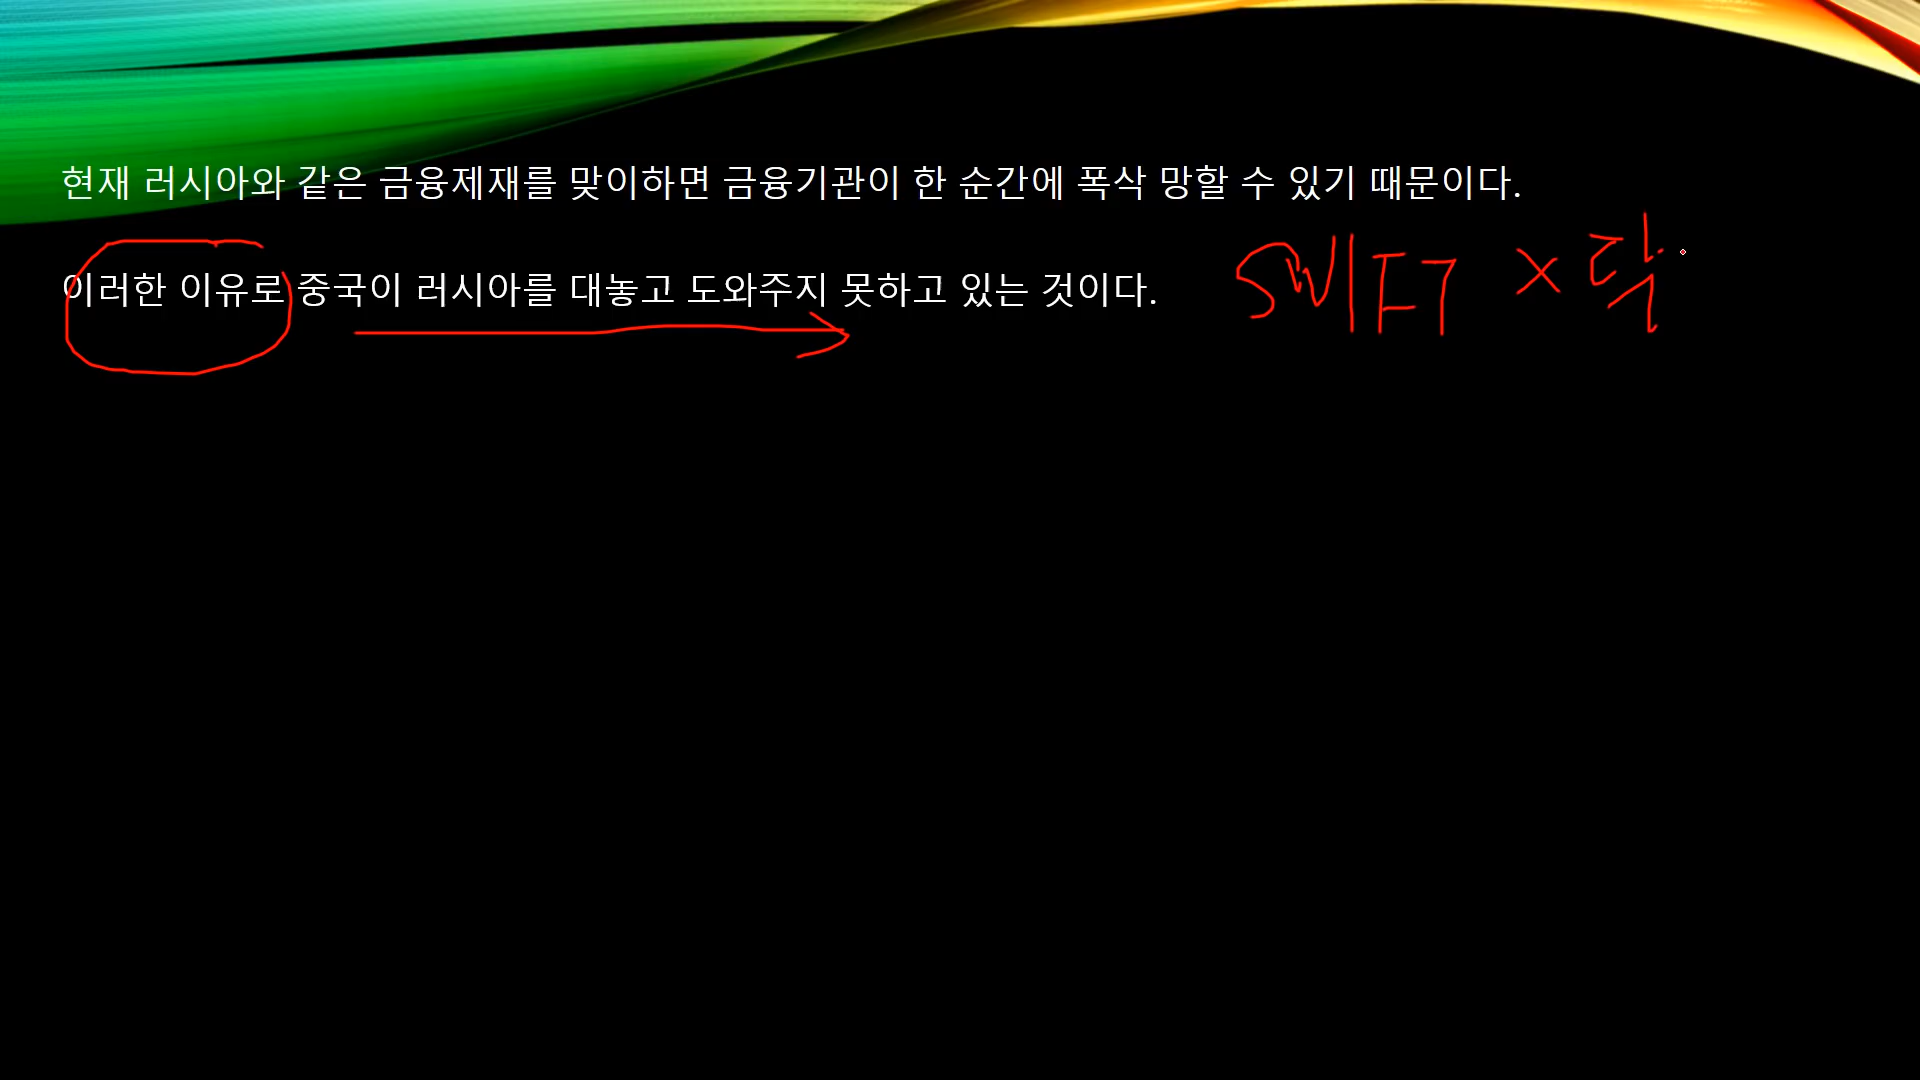 현재 러시아와 같은 금융제재를 맞이하면 금융기관이 한 순간에 폭삭 망할 수 있기 때문이다.
이러한 이유로 중국이 러시아를 대놓고 도와주지 못하고 있는 것이다.
SWIFT × 탁